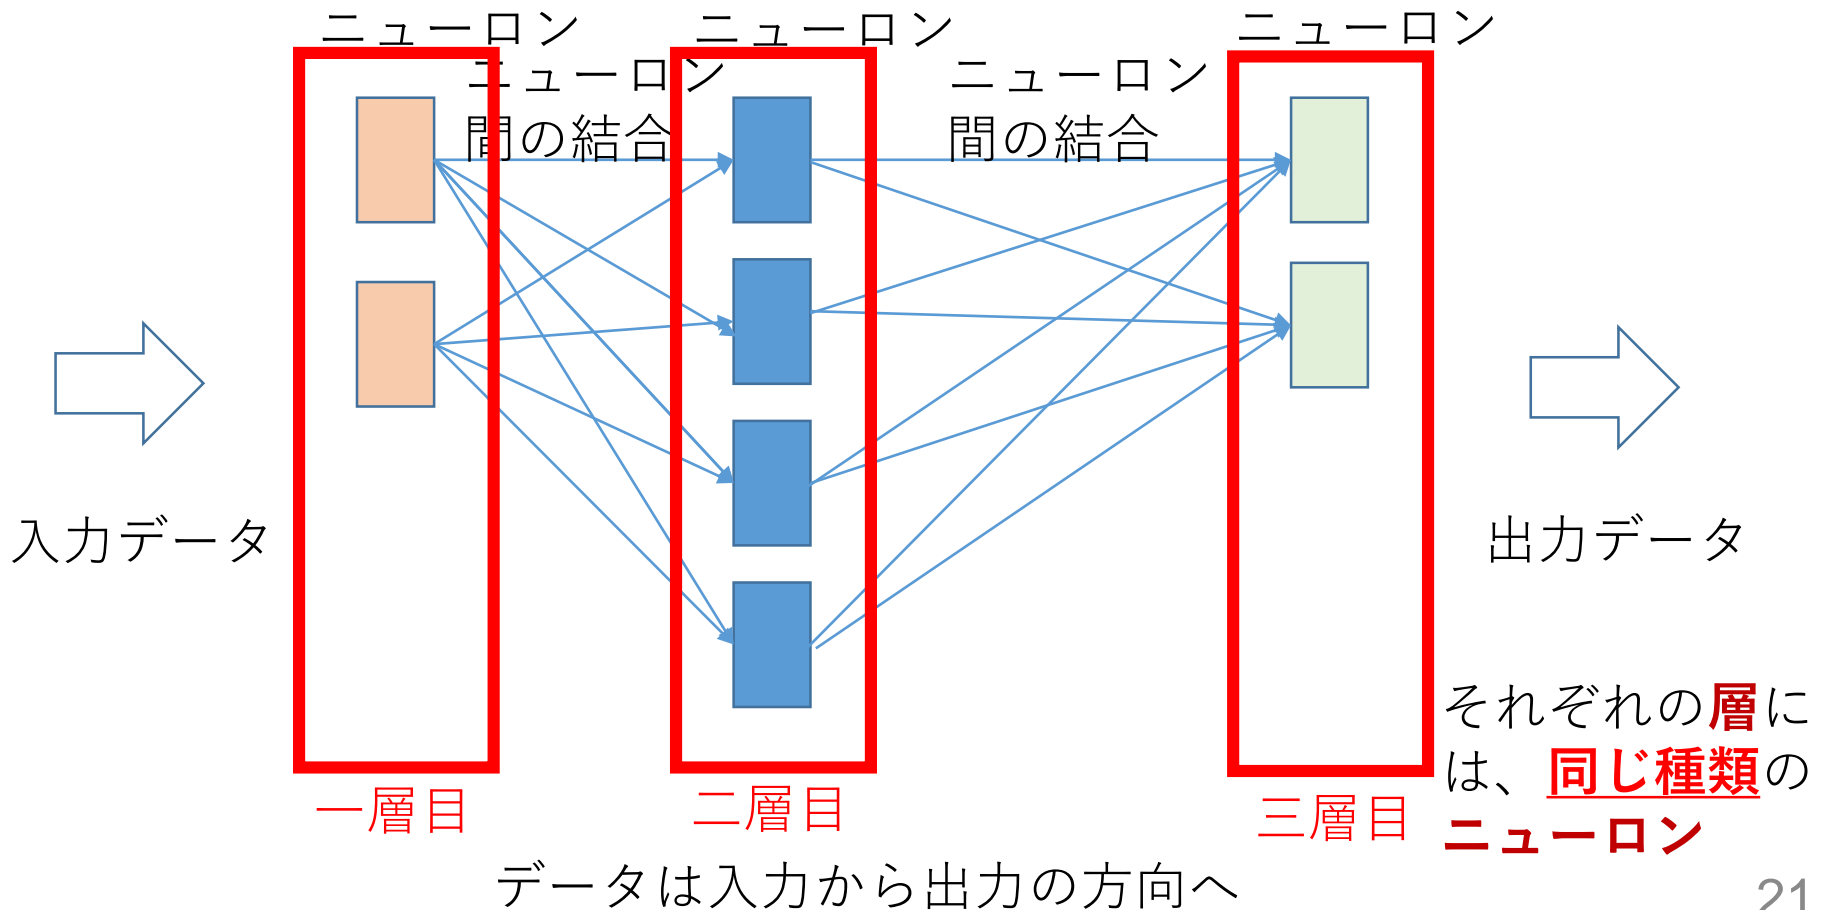 ニューロン
ニューロン
ニューロン
ニューロン
間の結合
ニューロン
間の結合
入力データ
出力データ
一層目
二層目
三層目
それぞれの層に
は、同じ種類の
ニューロン
データは入力から出力の方向へ
21